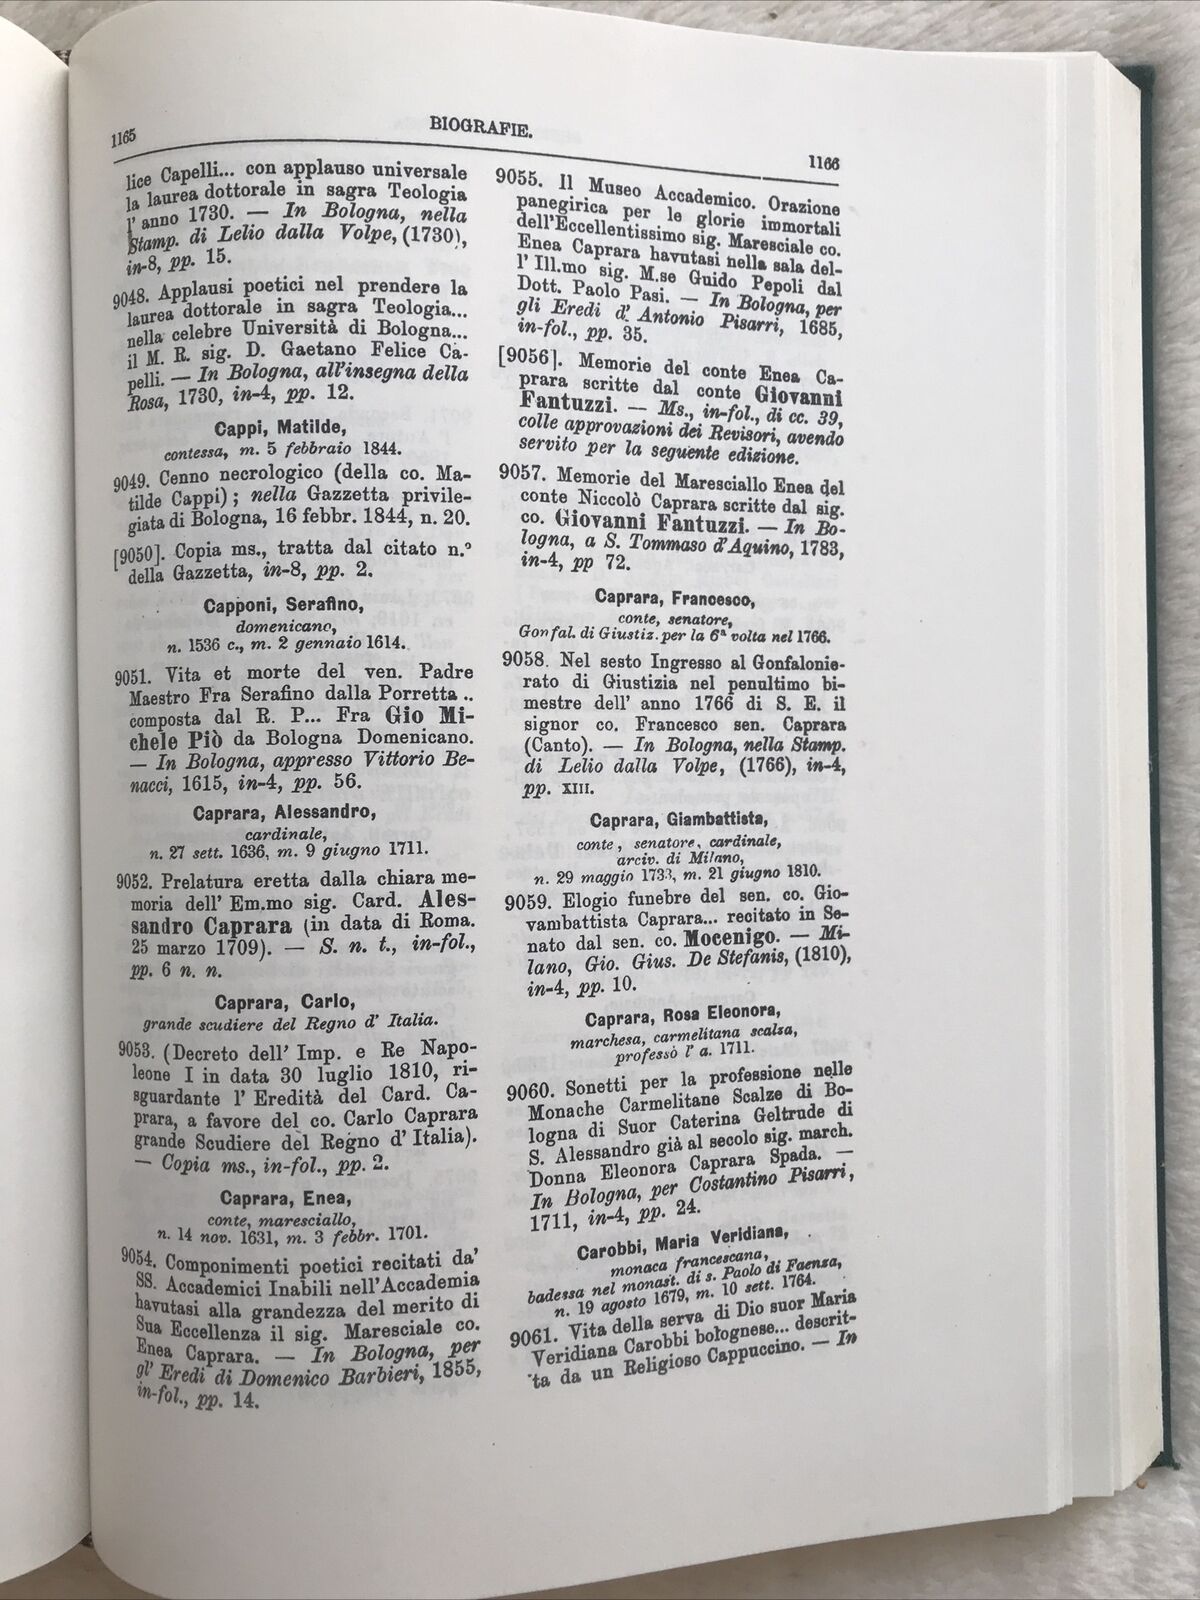 1165
BIOGRAFIE.
1166
lice Capelli... con applauso universale
la laurea dottorale in sagra Teologia
l' anno 1730. — In Bologna, nella
Stamp. di Lelio dalla Volpe, (1730),
in-8, pp. 15.
9048. Applausi poetici nel prendere la
laurea dottorale in sagra Teologia...
nella celebre Università di Bologna...
il M. R. sig. D. Gaetano Felice Ca-
pelli. — In Bologna, all'insegna della
Rosa, 1730, in-4, pp. 12.
Cappi, Matilde,
contessa, m. 5 febbraio 1844.
9049. Cenno necrologico (della co. Ma-
tilde Cappi) ; nella Gazzetta privile-
giata di Bologna, 16 febbr. 1844, n. 20.
[9050]. Copia ms., tratta dal citato n.°
della Gazzetta, in-8, pp. 2.
Capponi, Serafino,
domenicano,
n. 1536 c., m. 2 gennaio 1614.
9051. Vita et morte del ven. Padre
Maestro Fra Serafino dalla Porretta ..
composta dal R. P... Fra Gio Mi-
chele Piò da Bologna Domenicano.
— In Bologna, appresso Vittorio Be-
nacci, 1615, in-4, pp. 56.
Caprara, Alessandro,
cardinale,
n. 27 sett. 1636, m. 9 giugno 1711.
9052. Prelatura eretta dalla chiara me-
moria dell' Em.mo sig. Card. Ales-
sandro Caprara (in data di Roma.
25 marzo 1709). — S. n. t., in-fol.,
pp. 6 n. n.
Caprara, Carlo,
grande scudiere del Regno d' Italia.
9053. (Decreto dell' Imp. e Re Napo-
leone I in data 30 luglio 1810, ri-
sguardante l' Eredità del Card. Ca-
prara, a favore del co. Carlo Caprara
grande Scudiere del Regno d' Italia).
— Copia ms., in-fol., pp. 2.
Caprara, Enea,
conte, maresciallo,
n. 14 nov. 1631, m. 3 febbr. 1701.
9054. Componimenti poetici recitati da'
SS. Accademici Inabili nell'Accademia
havutasi alla grandezza del merito di
Sua Eccellenza il sig. Maresciale co.
Enea Caprara. — In Bologna, per
gl' Eredi di Domenico Barbieri, 1855,
in-fol., pp. 14.
9055. Il Museo Accademico. Orazione
panegirica per le glorie immortali
dell'Eccellentissimo sig. Maresciale co.
Enea Caprara havutasi nella sala del-
l' Ill.mo sig. M.se Guido Pepoli dal
Dott. Paolo Pasi. — In Bologna, per
gli Eredi d' Antonio Pisarri, 1685,
in-fol., pp. 35.
[9056]. Memorie del conte Enea Ca-
prara scritte dal conte Giovanni
Fantuzzi. — Ms., in-fol., di cc. 39,
colle approvazioni dei Revisori, avendo
servito per la seguente edizione.
9057. Memorie del Maresciallo Enea del
conte Niccolò Caprara scritte dal sig.
co. Giovanni Fantuzzi. — In Bo-
logna, a S. Tommaso d'Aquino, 1783,
in-4, pp 72.
Caprara, Francesco,
conte, senatore,
Gonfal. di Giustiz. per la 6ª volta nel 1766.
9058. Nel sesto Ingresso al Gonfalonie-
rato di Giustizia nel penultimo bi-
mestre dell' anno 1766 di S. E. il
signor co. Francesco sen. Caprara
(Canto). — In Bologna, nella Stamp.
di Lelio dalla Volpe, (1766), in-4,
pp. XIII.
Caprara, Giambattista,
conte, senatore, cardinale,
arciv. di Milano,
n. 29 maggio 1733, m. 21 giugno 1810.
9059. Elogio funebre del sen. co. Gio-
vambattista Caprara... recitato in Se-
nato dal sen. co. Mocenigo. — Mi-
lano, Gio. Gius. De Stefanis, (1810),
in-4, pp. 10.
Caprara, Rosa Eleonora,
marchesa, carmelitana scalza,
professò l' a. 1711.
9060. Sonetti per la professione nelle
Monache Carmelitane Scalze di Bo-
logna di Suor Caterina Geltrude di
S. Alessandro già al secolo sig. march.
Donna Eleonora Caprara Spada. —
In Bologna, per Costantino Pisarri,
1711, in-4, pp. 24.
Carobbi, Maria Veridiana,
monaca francescana,
badessa nel monast. di s. Paolo di Faenza,
n. 19 agosto 1679, m. 10 sett. 1764.
9061. Vita della serva di Dio suor Maria
Veridiana Carobbi bolognese... descrit-
ta da un Religioso Cappuccino. — In